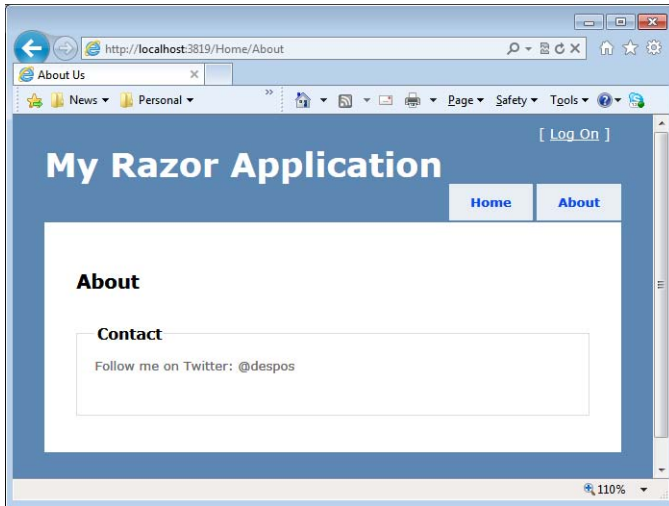 http://localhost:3819/Home/About
About Us
News
Personal
»
Page
Safety
Tools
[ Log On ]
My Razor Application
Home
About
About
Contact
Follow me on Twitter: @despos
110%